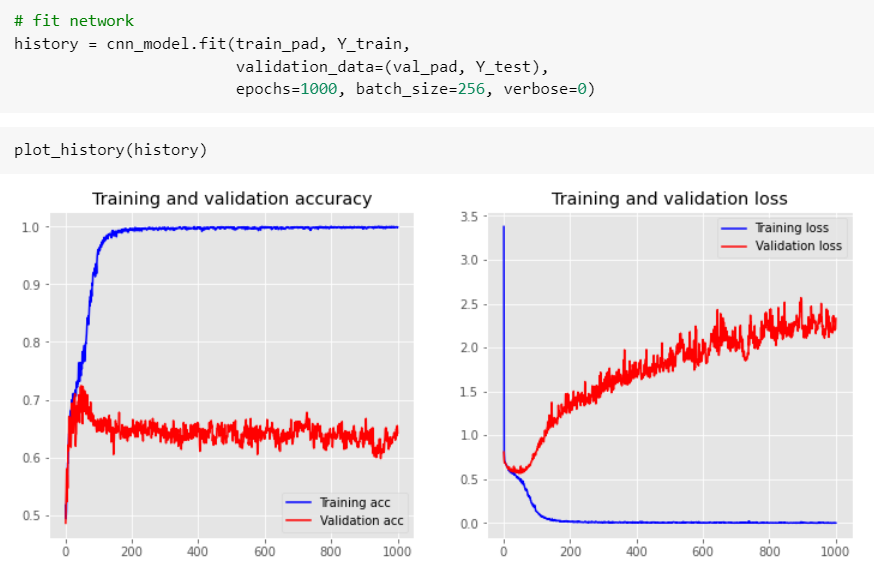 # fit network
history = cnn_model.fit(train_pad, Y_train,
validation_data=(val_pad, Y_test),
epochs=1000, batch_size=256, verbose=0)
plot_history(history)
Training and validation accuracy
1.0
0.9
0.8
0.7
0.6
0.5
Training acc
Validation acc
0 200 400 600 800 1000
Training and validation loss
3.5
3.0
2.5
2.0
1.5
1.0
0.5
0.0
Training loss
Validation loss
0 200 400 600 800 1000